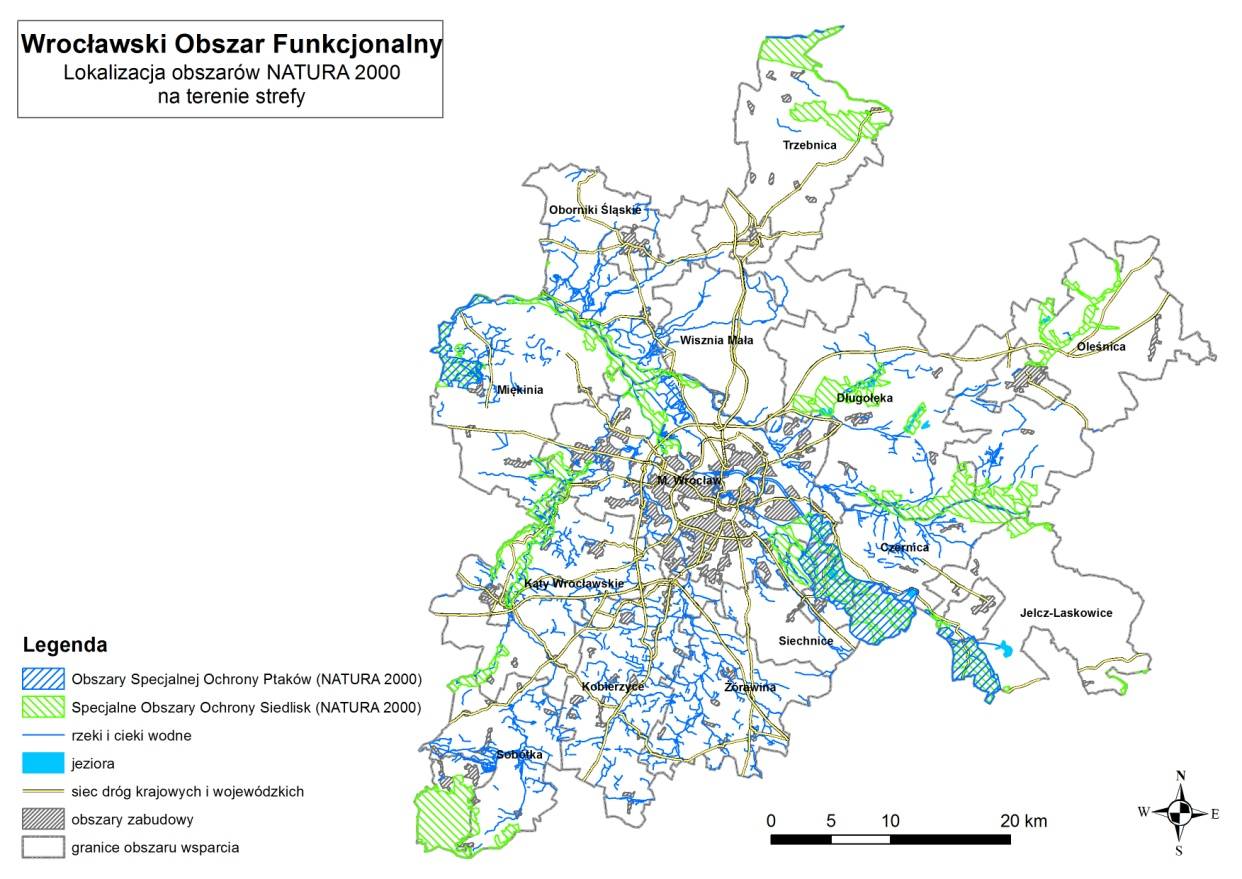 Wrocławski Obszar Funkcjonalny
Lokalizacja obszarów NATURA 2000
na terenie strefy
Trzebnica
Oborniki Śląskie
Wisznia Mała
Oleśnica
Miękinia
Długołęka
M. Wrocław
Czernica
Kąty Wrocławskie
Jelcz-Laskowice
Siechnice
Kobierzyce
Żórawina
Sobótka
Legenda
Obszary Specjalnej Ochrony Ptaków (NATURA 2000)
Specjalne Obszary Ochrony Siedlisk (NATURA 2000)
rzeki i cieki wodne
jeziora
siec dróg krajowych i wojewódzkich
obszary zabudowy
granice obszaru wsparcia
0 5 10 20 km
N
W E
S